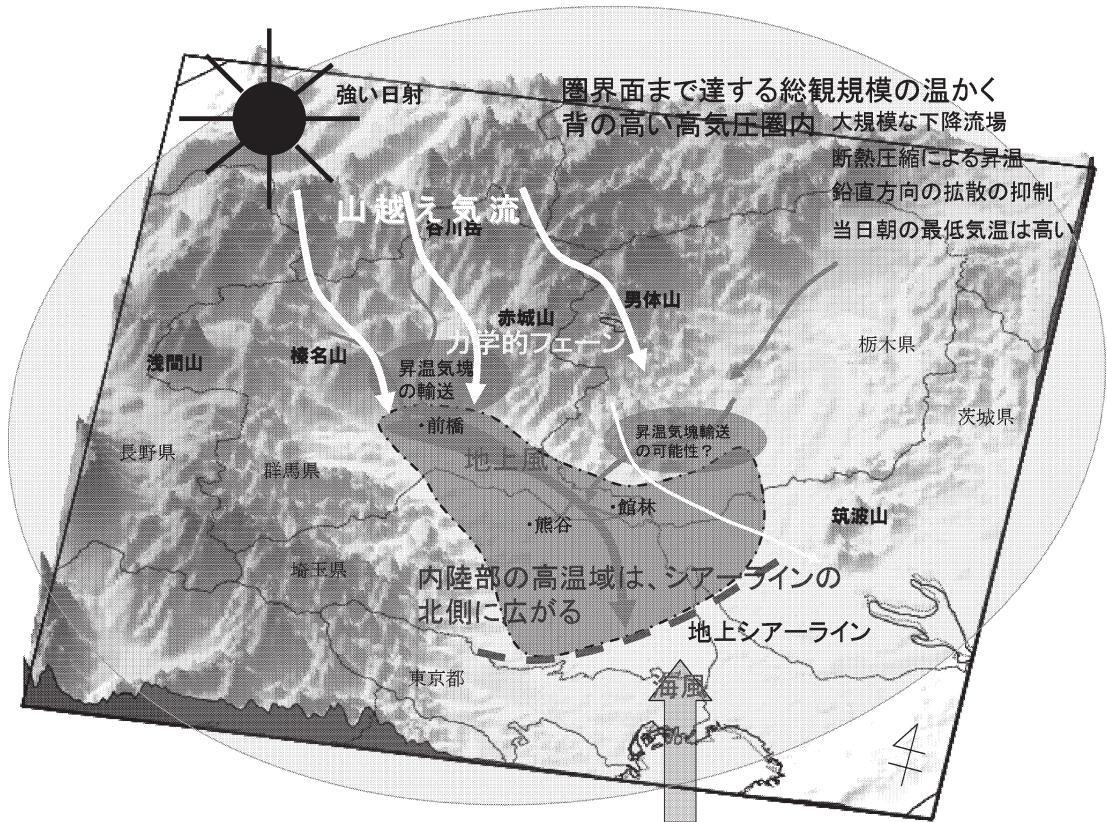 強い日射
圏界面まで達する総観規模の温かく
背の高い高気圧圏内
大規模な下降流場
断熱圧縮による昇温
鉛直方向の拡散の抑制
当日朝の最低気温は高い
山越え気流
谷川岳
男体山
赤城山
力学的フェーン
栃木県
浅間山
榛名山
昇温気塊
の輸送
茨城県
・前橋
昇温気塊輸送
の可能性?
長野県
群馬県
地上風
・館林
・熊谷
筑波山
埼玉県
内陸部の高温域は、シアーラインの
北側に広がる
地上シアーライン
東京都
海風